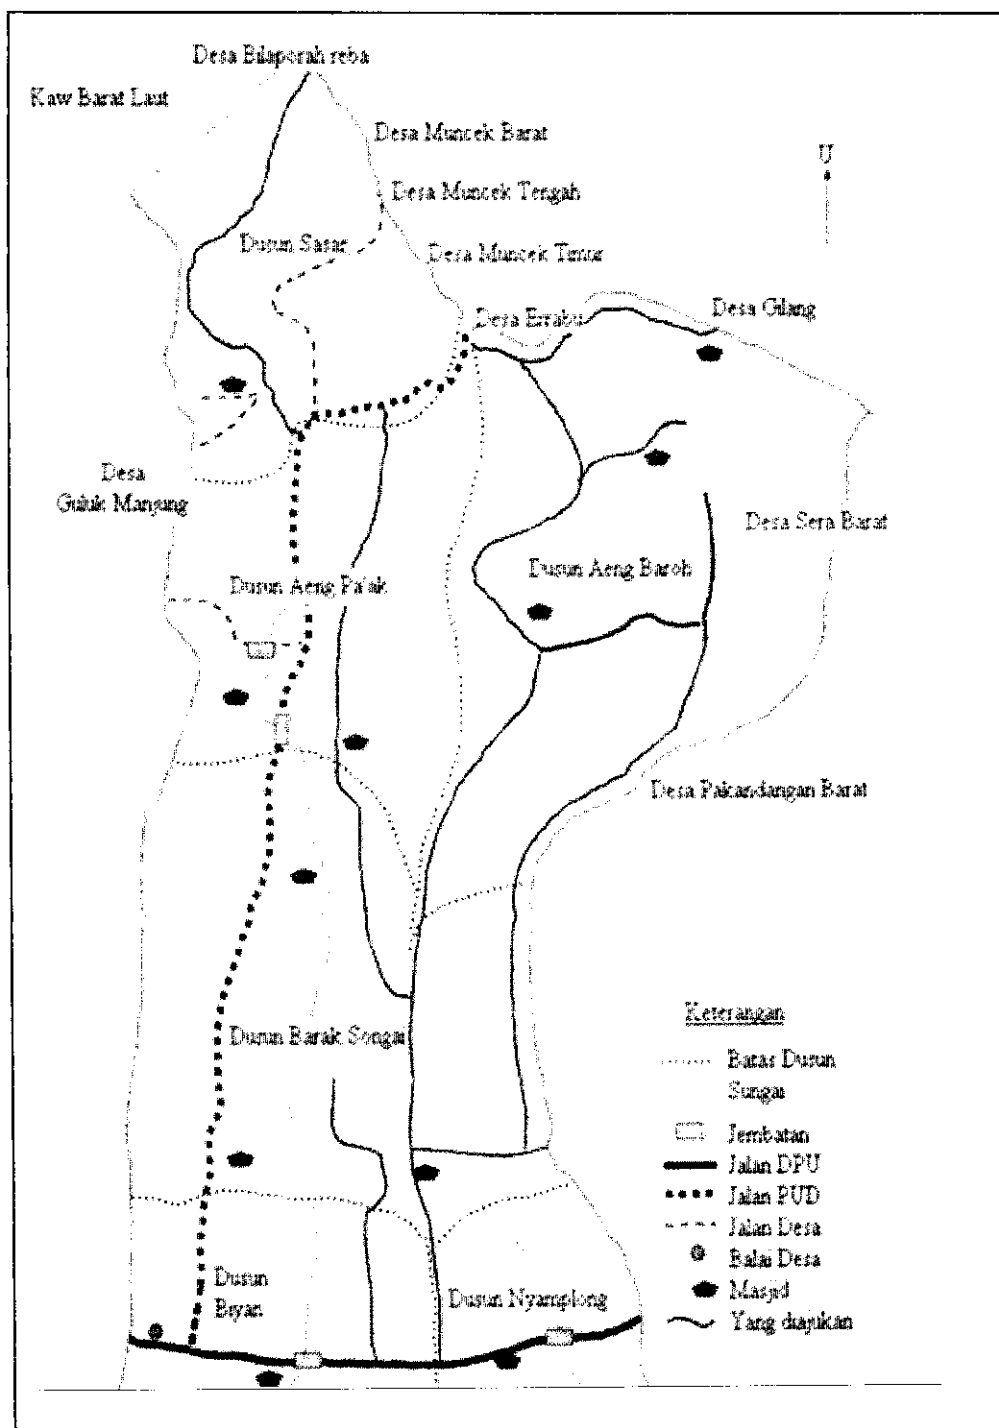 Desa Bilaporah reba
Kaw Barat Laut
Desa Muncek Barat
U
Desa Muncek Tengah
Dusun Sasar
Desa Muncek Timur
Desa Gilang
Desa Errabu
Desa
Guluk Manjung
Desa Sera Barat
Dusun Aeng Baroh
Dusun Aeng Pa'ak
Desa Pakandangan Barat
Dusun Barak Songai
Keterangan
Batas Dusun
Sungai
Jembatan
Jalan DPU
Jalan PUD
Jalan Desa
Balai Desa
Masjid
Yang diajukan
Dusun
Biyan
Dusun Nyamplong